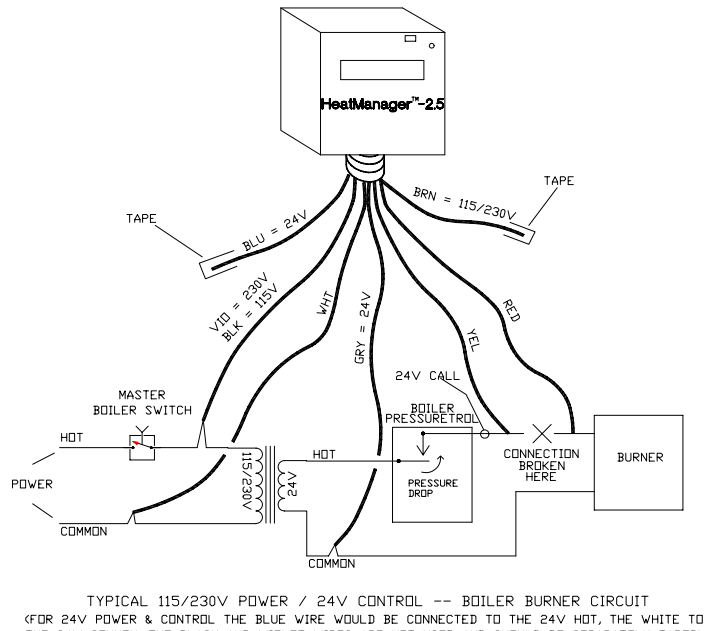 HeatManager™-2.5
TAPE
BRN = 115/230V
TAPE
BLU = 24V
VIO = 230V
BLK = 115V
WHT
GRY = 24V
YEL
RED
24V CALL
MASTER
BOILER SWITCH
BOILER
PRESSURETROL
HOT
HOT
CONNECTION
BROKEN
HERE
BURNER
POWER
115/230V
24V
PRESSURE
DROP
COMMON
COMMON
TYPICAL 115/230V POWER / 24V CONTROL -- BOILER BURNER CIRCUIT
(FOR 24V POWER & CONTROL THE BLUE WIRE WOULD BE CONNECTED TO THE 24V HOT, THE WHITE TO